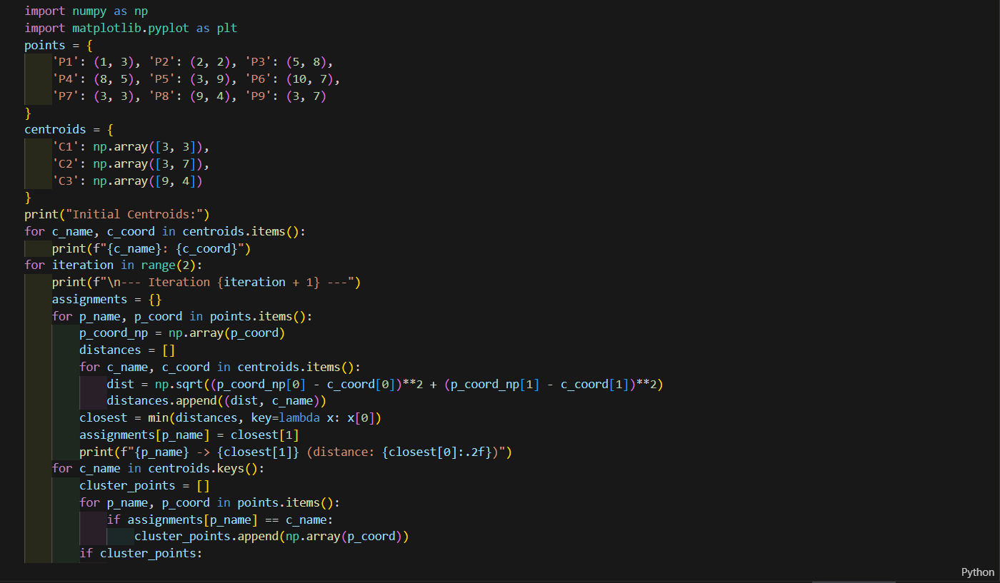 import numpy as np
import matplotlib.pyplot as plt
points = {
    'P1': (1, 3), 'P2': (2, 2), 'P3': (5, 8),
    'P4': (8, 5), 'P5': (3, 9), 'P6': (10, 7),
    'P7': (3, 3), 'P8': (9, 4), 'P9': (3, 7)
}
centroids = {
    'C1': np.array([3, 3]),
    'C2': np.array([3, 7]),
    'C3': np.array([9, 4])
}
print("Initial Centroids:")
for c_name, c_coord in centroids.items():
    print(f"{c_name}: {c_coord}")
for iteration in range(2):
    print(f"\n--- Iteration {iteration + 1} ---")
    assignments = {}
    for p_name, p_coord in points.items():
        p_coord_np = np.array(p_coord)
        distances = []
        for c_name, c_coord in centroids.items():
            dist = np.sqrt((p_coord_np[0] - c_coord[0])**2 + (p_coord_np[1] - c_coord[1])**2)
            distances.append((dist, c_name))
        closest = min(distances, key=lambda x: x[0])
        assignments[p_name] = closest[1]
        print(f"{p_name} -> {closest[1]} (distance: {closest[0]:.2f})")
    for c_name in centroids.keys():
        cluster_points = []
        for p_name, p_coord in points.items():
            if assignments[p_name] == c_name:
                cluster_points.append(np.array(p_coord))
        if cluster_points:
Python